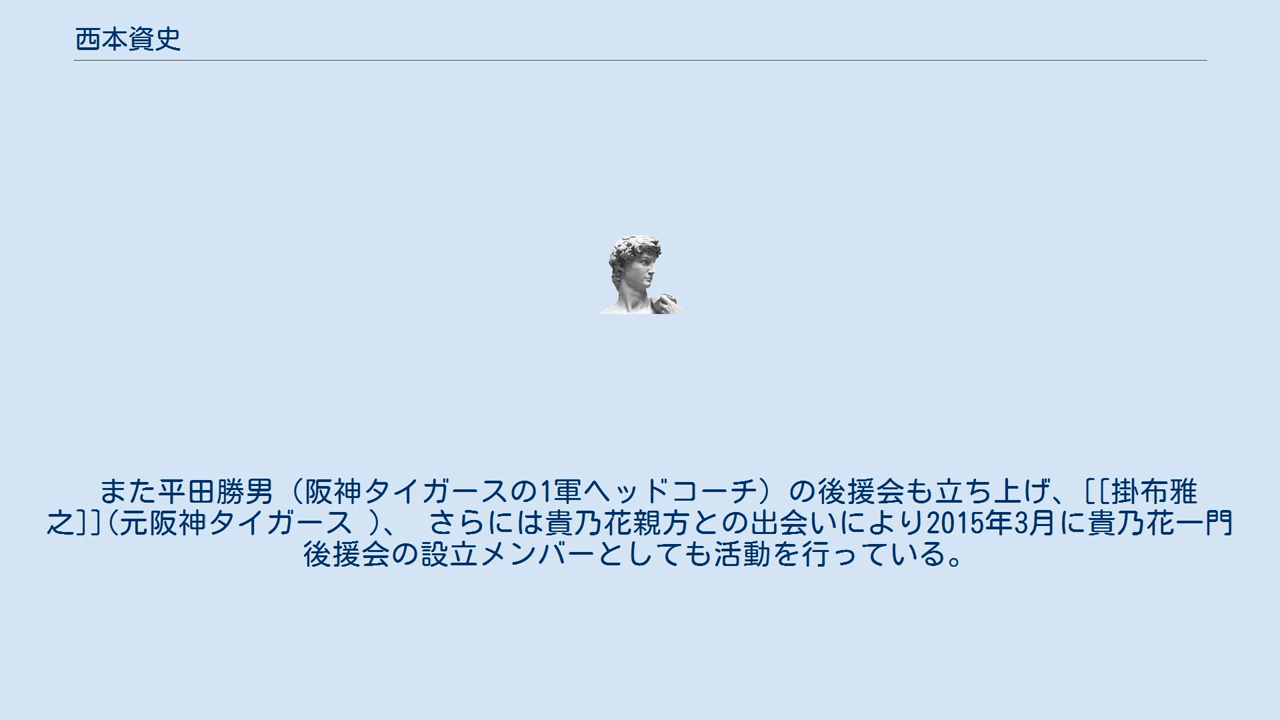 西本資史
また平田勝男（阪神タイガースの1軍ヘッドコーチ）の後援会も立ち上げ、[[掛布雅
之]](元阪神タイガース )、 さらには貴乃花親方との出会いにより2015年3月に貴乃花一門
後援会の設立メンバーとしても活動を行っている。